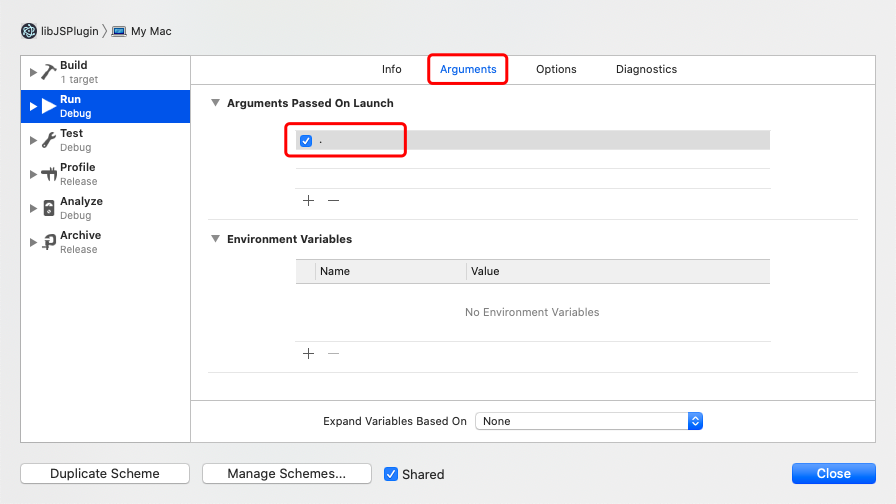 libJSPlugin My Mac
Build
1 target
Run
Debug
Test
Debug
Profile
Release
Analyze
Debug
Archive
Release
Info Arguments Options Diagnostics
Arguments Passed On Launch
.
Environment Variables
Name Value
No Environment Variables
Expand Variables Based On None
Duplicate Scheme Manage Schemes... Shared Close